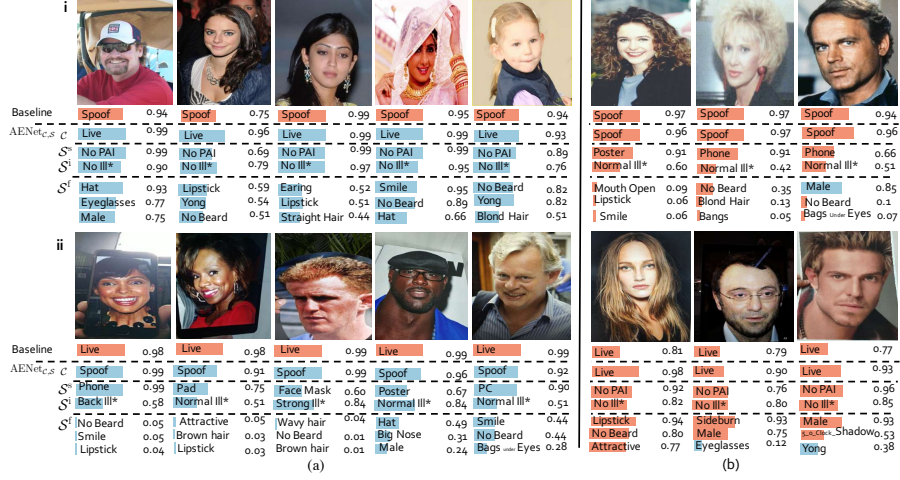 i
Baseline Spoof 0.94 Spoof 0.75 Spoof 0.99 Spoof 0.95 Spoof 0.94 Spoof 0.97 Spoof 0.97 Spoof 0.94
AENet_C,S C Live 0.99 Live 0.96 Live 0.99 Live 0.99 Live 0.93 Spoof 0.96 Spoof 0.96 Spoof 0.96
S^s No PAI 0.99 No PAI 0.69 No PAI 0.99 No PAI 0.99 No PAI 0.89 Poster 0.91 Phone 0.91 Phone 0.66
S^i No Ill* 0.90 No Ill* 0.79 No Ill* 0.97 No Ill* 0.95 No Ill* 0.76 Normal Ill* 0.60 Normal Ill* 0.42 Normal Ill* 0.51
S^f Hat 0.93 Lipstick 0.59 Earing 0.52 Smile 0.95 No Beard 0.82 Mouth Open 0.09 No Beard 0.35 Male 0.85
Eyeglasses 0.77 Yong 0.54 Lipstick 0.51 No Beard 0.89 Yong 0.82 Lipstick 0.06 Blond Hair 0.13 No Beard 0.1
Male 0.75 No Beard 0.51 Straight Hair 0.44 Hat 0.66 Blond Hair 0.51 Smile 0.06 Bangs 0.05 Bags Under Eyes 0.07
ii
Baseline Live 0.98 Live 0.98 Live 0.99 Live 0.99 Live 0.99 Live 0.81 Live 0.79 Live 0.77
AENet_C,S C Spoof 0.99 Spoof 0.91 Spoof 0.99 Spoof 0.96 Spoof 0.92 Live 0.98 Live 0.90 Live 0.93
S^s Phone 0.99 Pad 0.75 Face Mask 0.60 Poster 0.67 PC 0.90 No PAI 0.92 No PAI 0.76 No PAI 0.96
S^i Back Ill* 0.58 Normal Ill* 0.51 Strong Ill* 0.84 Normal Ill* 0.84 Normal Ill* 0.51 No Ill* 0.82 No Ill* 0.80 No Ill* 0.85
S^f No Beard 0.05 Attractive 0.05 Wavy hair 0.04 Hat 0.49 Smile 0.44 Lipstick 0.94 Sideburn 0.93 Male 0.93
Smile 0.05 Brown hair 0.03 No Beard 0.01 Big Nose 0.31 No Beard 0.44 No Beard 0.80 Male 0.75 5_o_Clock_Shadow 0.53
Lipstick 0.04 Lipstick 0.03 Brown hair 0.01 Male 0.24 Bags under Eyes 0.28 Attractive 0.77 Eyeglasses 0.12 Yong 0.38
(a) (b)